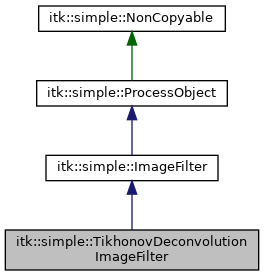 itk::simple::NonCopyable
itk::simple::ProcessObject
itk::simple::ImageFilter
itk::simple::TikhonovDeconvolution
ImageFilter